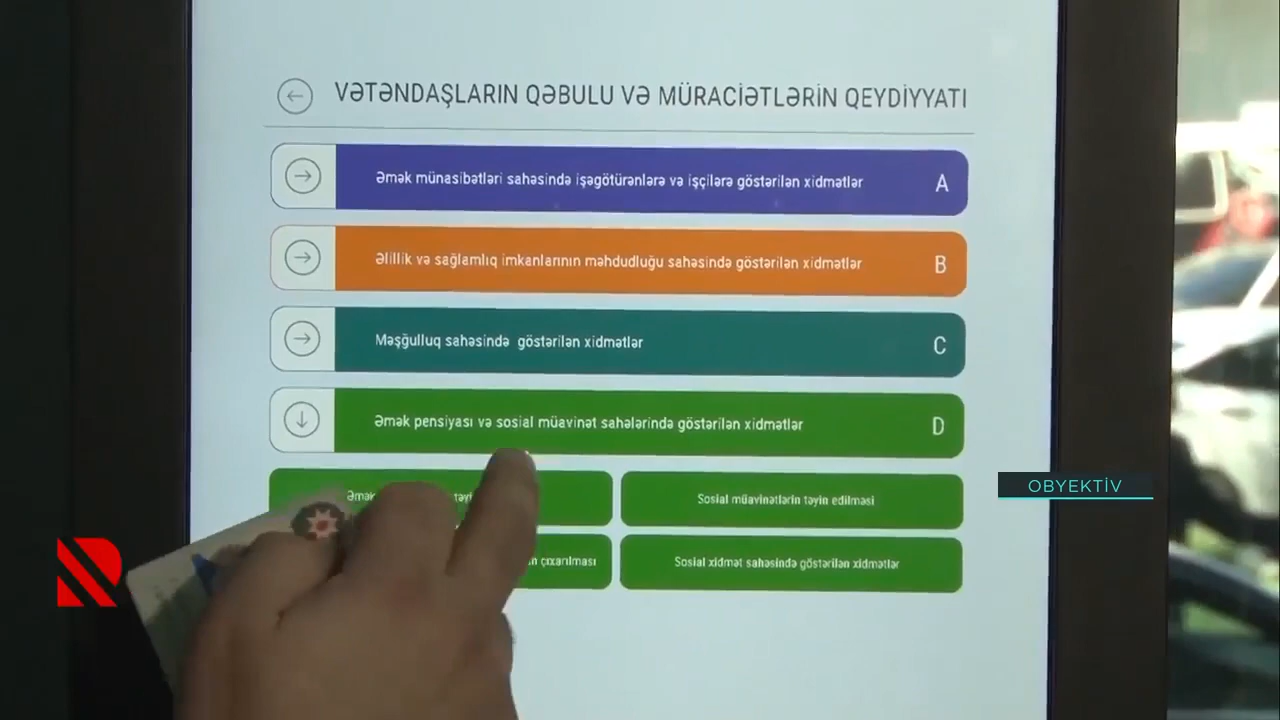 VƏTƏNDAŞLARIN QƏBULU VƏ MÜRACİƏTLƏRİN QEYDİYYATI
Əmək münasibətləri sahəsində işəgötürənlərə və işçilərə göstərilən xidmətlər A
Əlillik və sağlamlıq imkanlarının məhdudluğu sahəsində göstərilən xidmətlər B
Məşğulluq sahəsində göstərilən xidmətlər C
Əmək pensiyası və sosial müavinət sahələrində göstərilən xidmətlər D
Sosial müavinətlərin təyin edilməsi
çıxarılması
Sosial xidmət sahəsində göstərilən xidmətlər
OBYEKTİV